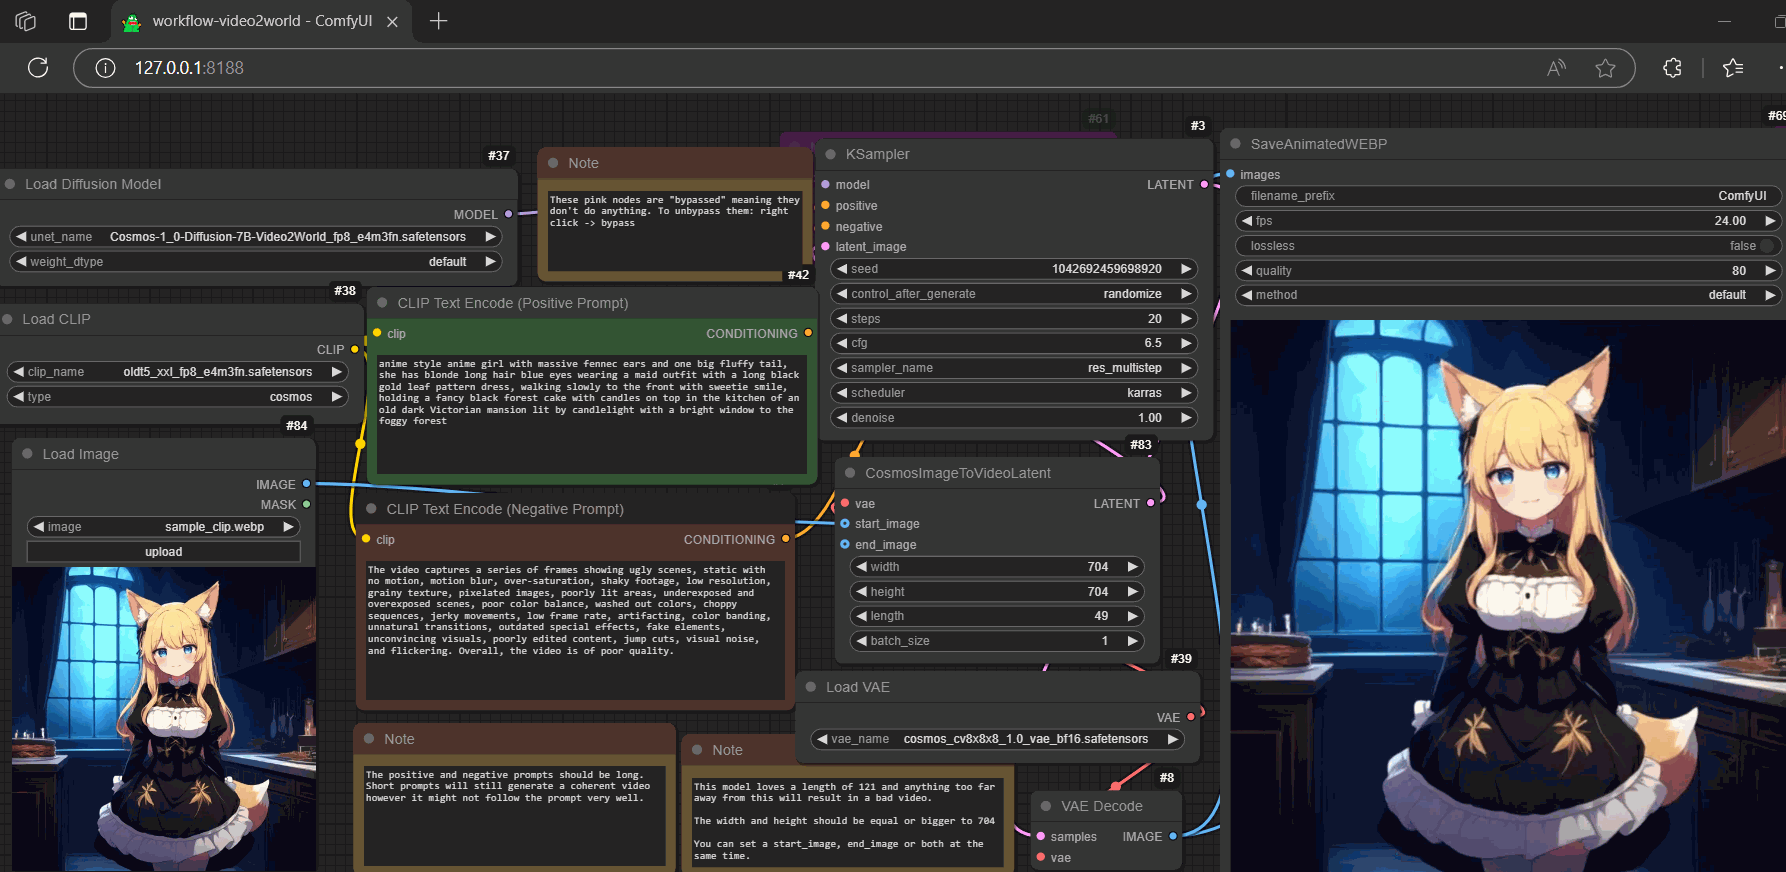 workflow-video2world - ComfyUI
127.0.0.1:8188
#61
#3
#37
Load Diffusion Model
MODEL
unet_name Cosmos-1_0-Diffusion-7B-Video2World_fp8_e4m3fn.safetensors
weight_dtype default
Note
These pink nodes are "bypassed" meaning they
don't do anything. To unbypass them: right
click -> bypass
#42
#38
Load CLIP
CLIP
clip_name oldt5_xxl_fp8_e4m3fn.safetensors
type cosmos
CLIP Text Encode (Positive Prompt)
clip CONDITIONING
anime style anime girl with massive fennec ears and one big fluffy tail,
she has blonde long hair blue eyes wearing a maid outfit with a long black
gold leaf pattern dress, walking slowly to the front with sweetie smile,
holding a fancy black forest cake with candles on top in the kitchen of an
old dark Victorian mansion lit by candlelight with a bright window to the
foggy forest
#84
Load Image
IMAGE
MASK
image sample_clip.webp
upload
CLIP Text Encode (Negative Prompt)
clip CONDITIONING
The video captures a series of frames showing ugly scenes, static with
no motion, motion blur, over-saturation, shaky footage, low resolution,
grainy texture, pixelated images, poorly lit areas, underexposed and
overexposed scenes, poor color balance, washed out colors, choppy
sequences, jerky movements, low frame rate, artifacting, color banding,
unnatural transitions, outdated special effects, fake elements,
unconvincing visuals, poorly edited content, jump cuts, visual noise,
and flickering. Overall, the video is of poor quality.
Note
The positive and negative prompts should be long.
Short prompts will still generate a coherent video
however it might not follow the prompt very well.
Note
This model loves a length of 121 and anything too far
away from this will result in a bad video.
The width and height should be equal or bigger to 704
You can set a start_image, end_image or both at the
same time.
KSampler
model LATENT
positive
negative
latent_image
seed 1042692459698920
control_after_generate randomize
steps 20
cfg 6.5
sampler_name res_multistep
scheduler karras
denoise 1.00
#83
CosmosImageToVideoLatent
vae LATENT
start_image
end_image
width 704
height 704
length 49
batch_size 1
#39
Load VAE
VAE
vae_name cosmos_cv8x8x8_1.0_vae_bf16.safetensors
#8
VAE Decode
samples IMAGE
vae
SaveAnimatedWEBP
images
filename_prefix ComfyUI
fps 24.00
lossless false
quality 80
method default